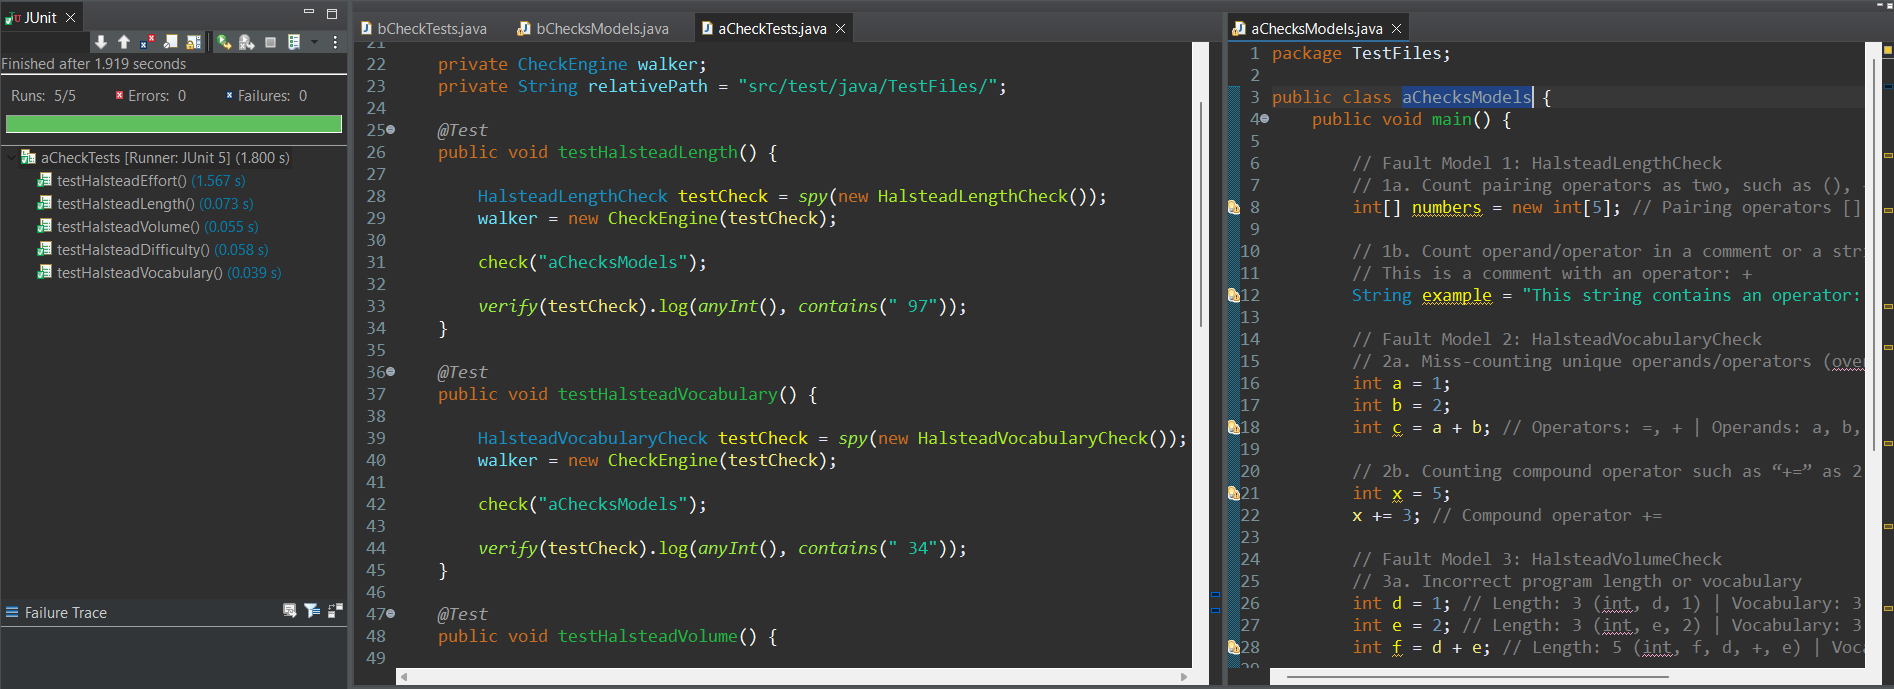 JUnit
Finished after 1.919 seconds
Runs: 5/5 Errors: 0 Failures: 0
aCheckTests [Runner: JUnit 5] (1.800 s)
testHalsteadEffort() (1.567 s)
testHalsteadLength() (0.073 s)
testHalsteadVolume() (0.055 s)
testHalsteadDifficulty() (0.058 s)
testHalsteadVocabulary() (0.039 s)
Failure Trace
bCheckTests.java bChecksModels.java aCheckTests.java
21
22 private CheckEngine walker;
23 private String relativePath = "src/test/java/TestFiles/";
24
25 @Test
26 public void testHalsteadLength() {
27
28 HalsteadLengthCheck testCheck = spy(new HalsteadLengthCheck());
29 walker = new CheckEngine(testCheck);
30
31 check("aChecksModels");
32
33 verify(testCheck).log(anyInt(), contains(" 97"));
34 }
35
36 @Test
37 public void testHalsteadVocabulary() {
38
39 HalsteadVocabularyCheck testCheck = spy(new HalsteadVocabularyCheck());
40 walker = new CheckEngine(testCheck);
41
42 check("aChecksModels");
43
44 verify(testCheck).log(anyInt(), contains(" 34"));
45 }
46
47 @Test
48 public void testHalsteadVolume() {
49
aChecksModels.java
1 package TestFiles;
2
3 public class aChecksModels {
4 public void main() {
5
6 // Fault Model 1: HalsteadLengthCheck
7 // 1a. Count pairing operators as two, such as (),
8 int[] numbers = new int[5]; // Pairing operators []
9
10 // 1b. Count operand/operator in a comment or a stri
11 // This is a comment with an operator: +
12 String example = "This string contains an operator:
13
14 // Fault Model 2: HalsteadVocabularyCheck
15 // 2a. Miss-counting unique operands/operators (over
16 int a = 1;
17 int b = 2;
18 int c = a + b; // Operators: =, + | Operands: a, b,
19
20 // 2b. Counting compound operator such as “+=” as 2
21 int x = 5;
22 x += 3; // Compound operator +=
23
24 // Fault Model 3: HalsteadVolumeCheck
25 // 3a. Incorrect program length or vocabulary
26 int d = 1; // Length: 3 (int, d, 1) | Vocabulary: 3
27 int e = 2; // Length: 3 (int, e, 2) | Vocabulary: 3
28 int f = d + e; // Length: 5 (int, f, d, +, e) | Voca